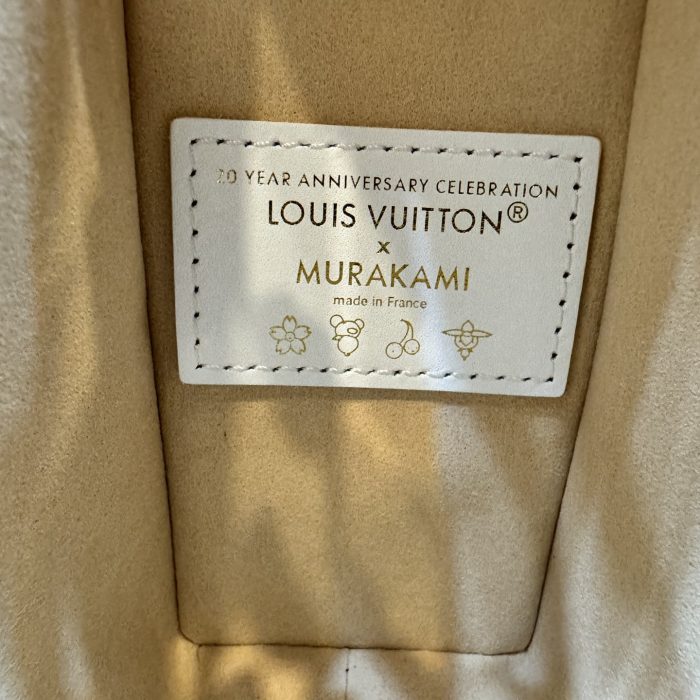 20 YEAR ANNIVERSARY CELEBRATION
LOUIS VUITTON®
x
MURAKAMI
made in France